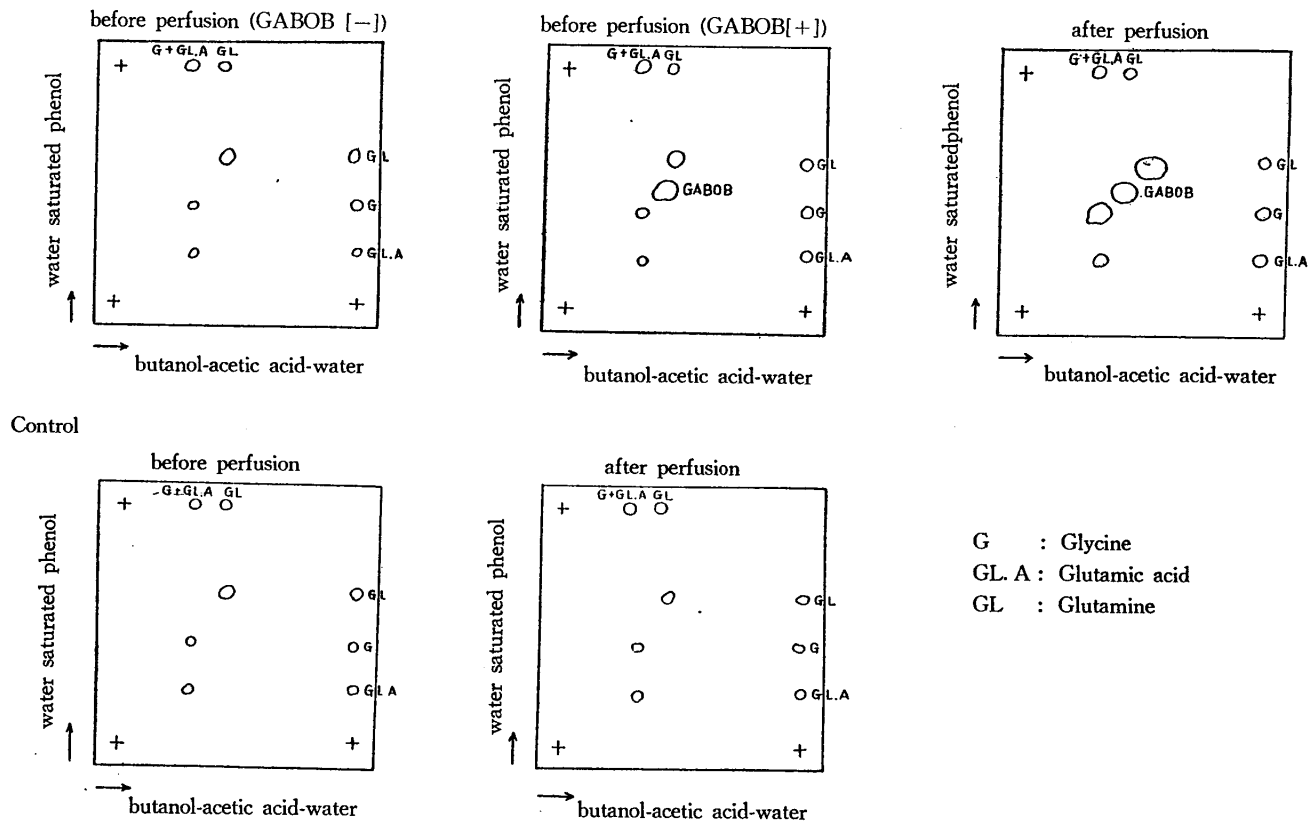 before perfusion (GABOB [—])
G+GL.A GL
GL
G
GL.A
water saturated phenol
butanol-acetic acid-water
before perfusion (GABOB[+])
G+GL.A GL
GL
GABOB
G
GL.A
water saturated phenol
butanol-acetic acid-water
after perfusion
G+GL.A GL
GL
.GABOB
G
GL.A
water saturatedphenol
butanol-acetic acid-water
Control
before perfusion
G+GL.A GL
GL
G
GL A
water saturated phenol
butanol-acetic acid-water
after perfusion
G+GL.A GL
GL
G
GL.A
water saturated phenol
butanol-acetic acid-water
G : Glycine
GL. A : Glutamic acid
GL : Glutamine